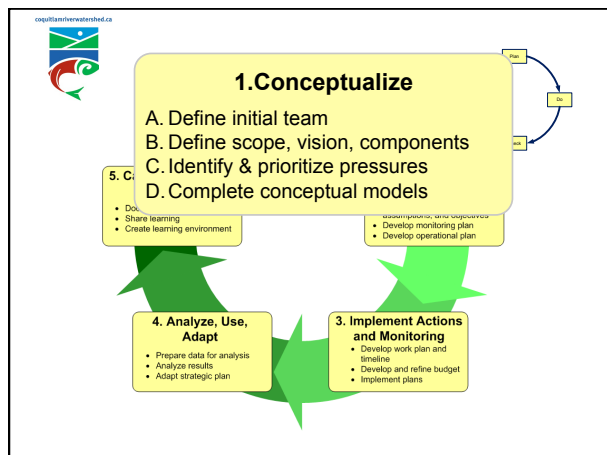 coquitlamriverwatershed.ca
1.Conceptualize
A. Define initial team
B. Define scope, vision, components
C. Identify & prioritize pressures
D. Complete conceptual models
Plan
Do
5. Ca
• Share learning
• Create learning environment
assumptions, and objectives
• Develop monitoring plan
• Develop operational plan
4. Analyze, Use,
Adapt
• Prepare data for analysis
• Analyze results
• Adapt strategic plan
3. Implement Actions
and Monitoring
• Develop work plan and
timeline
• Develop and refine budget
• Implement plans